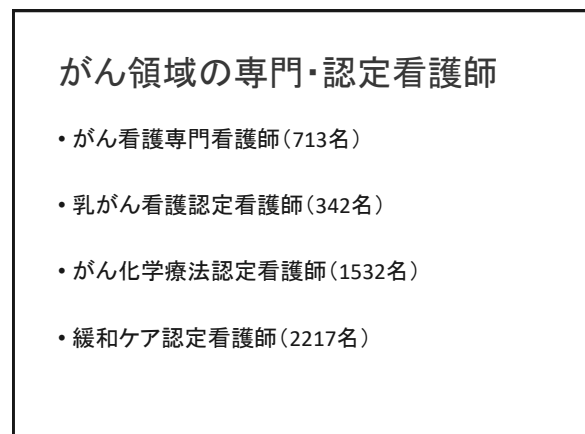 がん領域の専門・認定看護師
• がん看護専門看護師（713名）
• 乳がん看護認定看護師（342名）
• がん化学療法認定看護師（1532名）
• 緩和ケア認定看護師（2217名）